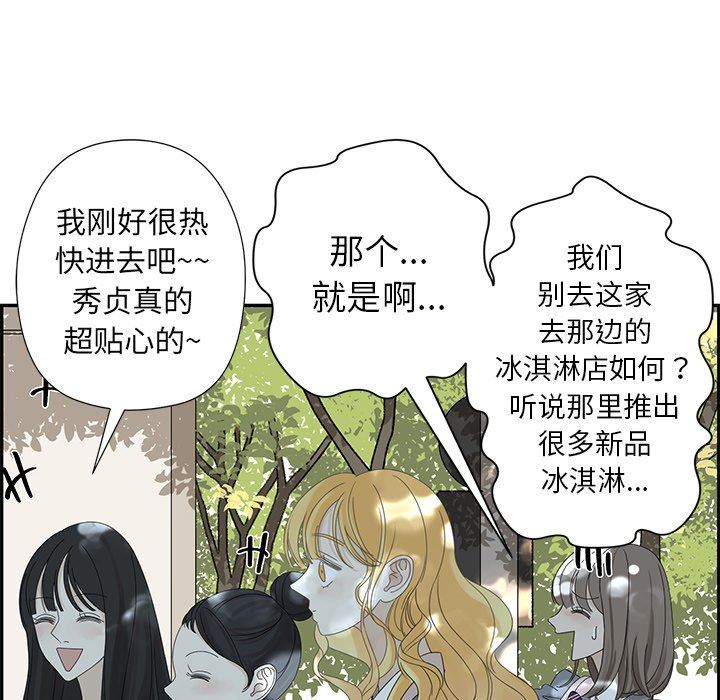 我刚好很热
快进去吧~~
秀贞真的
超贴心的~
那个...
就是啊...
我们
别去这家
去那边的
冰淇淋店如何？
听说那里推出
很多新品
冰淇淋...